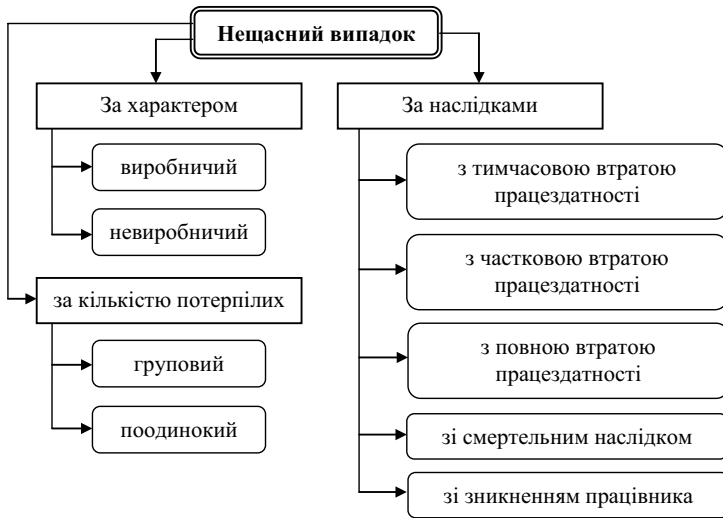 Нещасний випадок
За характером
виробничий
невиробничий
за кількістю потерпілих
груповий
поодинокий
За наслідками
з тимчасовою втратою
працездатності
з частковою втратою
працездатності
з повною втратою
працездатності
зі смертельним наслідком
зі зникненням працівника